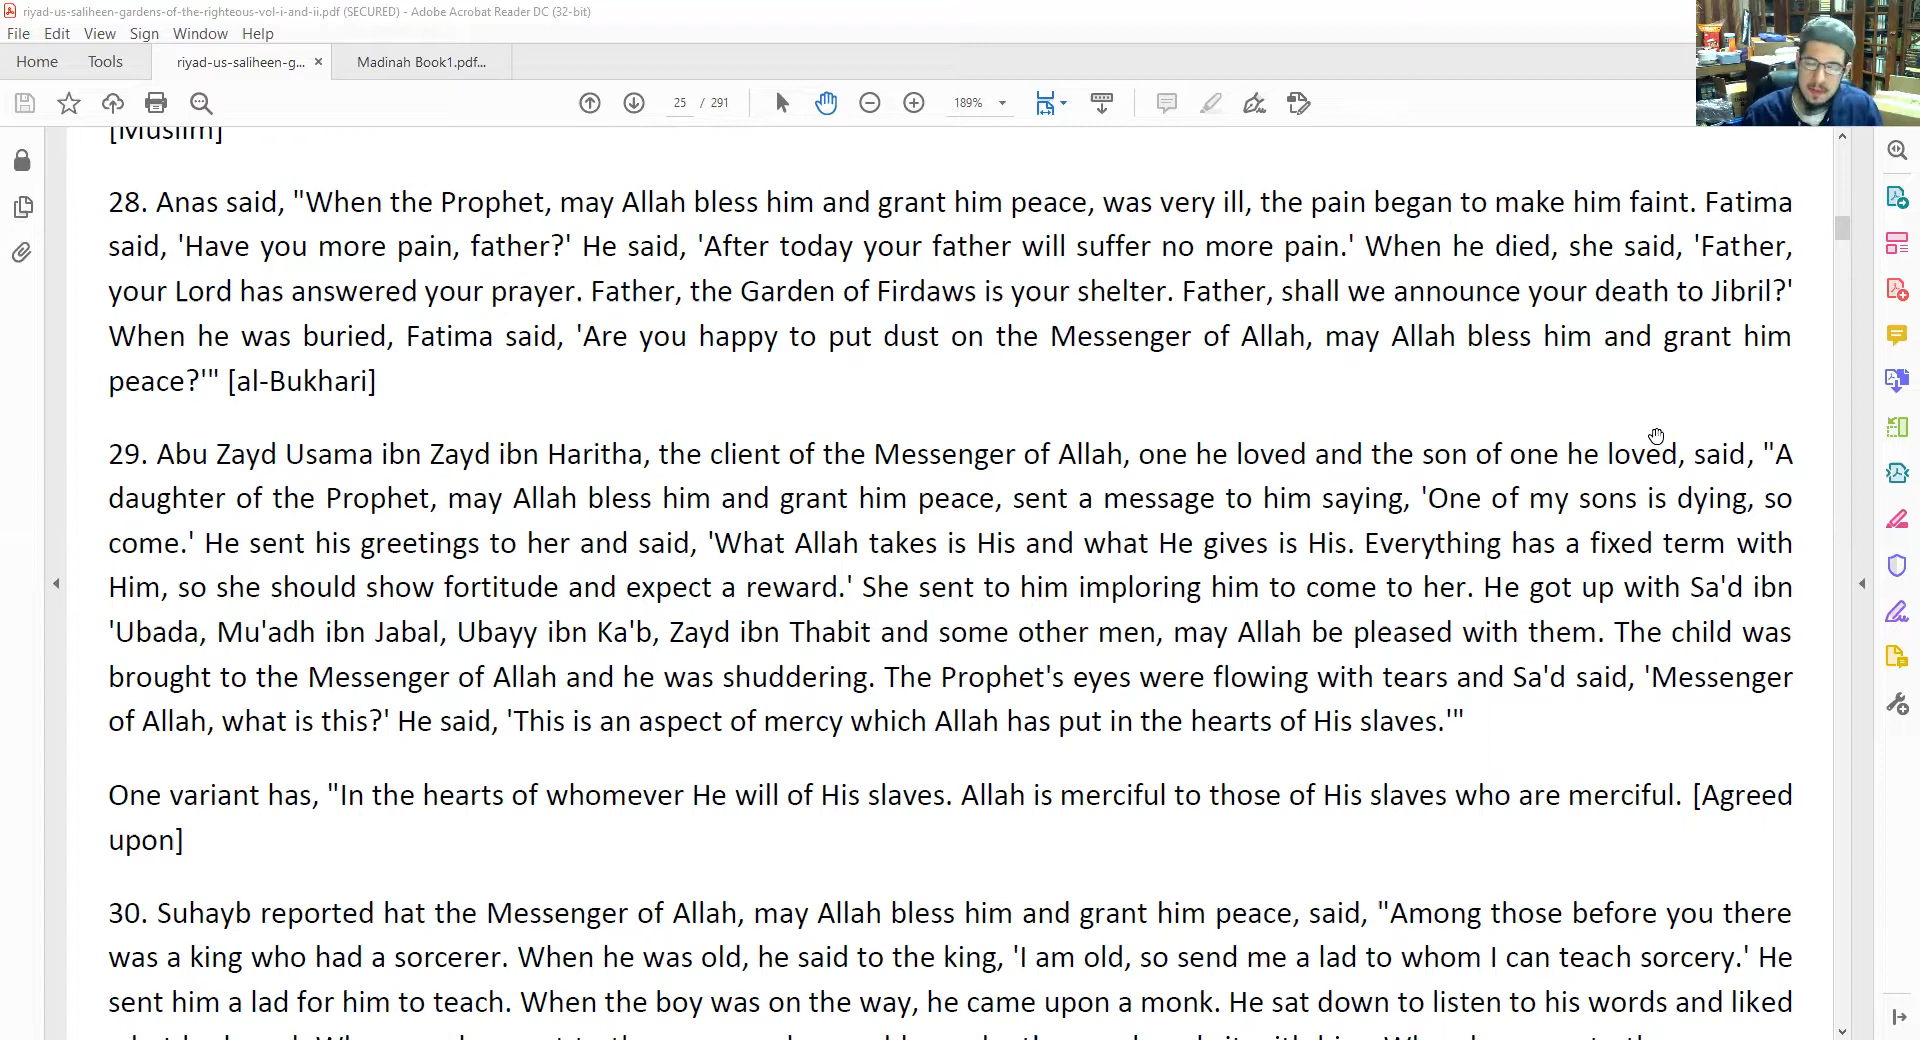 riyad-us-saliheen-gardens-of-the-righteous-vol-i-and-ii.pdf (SECURED) - Adobe Acrobat Reader DC (32-bit)
File Edit View Sign Window Help
Home Tools riyad-us-saliheen-g... × Madinah Book1.pdf...
25 / 291 189%
[Muslim]
28. Anas said, "When the Prophet, may Allah bless him and grant him peace, was very ill, the pain began to make him faint. Fatima
said, 'Have you more pain, father?' He said, 'After today your father will suffer no more pain.' When he died, she said, 'Father,
your Lord has answered your prayer. Father, the Garden of Firdaws is your shelter. Father, shall we announce your death to Jibril?'
When he was buried, Fatima said, 'Are you happy to put dust on the Messenger of Allah, may Allah bless him and grant him
peace?'" [al-Bukhari]
29. Abu Zayd Usama ibn Zayd ibn Haritha, the client of the Messenger of Allah, one he loved and the son of one he loved, said, "A
daughter of the Prophet, may Allah bless him and grant him peace, sent a message to him saying, 'One of my sons is dying, so
come.' He sent his greetings to her and said, 'What Allah takes is His and what He gives is His. Everything has a fixed term with
Him, so she should show fortitude and expect a reward.' She sent to him imploring him to come to her. He got up with Sa'd ibn
'Ubada, Mu'adh ibn Jabal, Ubayy ibn Ka'b, Zayd ibn Thabit and some other men, may Allah be pleased with them. The child was
brought to the Messenger of Allah and he was shuddering. The Prophet's eyes were flowing with tears and Sa'd said, 'Messenger
of Allah, what is this?' He said, 'This is an aspect of mercy which Allah has put in the hearts of His slaves.'"
One variant has, "In the hearts of whomever He will of His slaves. Allah is merciful to those of His slaves who are merciful. [Agreed
upon]
30. Suhayb reported hat the Messenger of Allah, may Allah bless him and grant him peace, said, "Among those before you there
was a king who had a sorcerer. When he was old, he said to the king, 'I am old, so send me a lad to whom I can teach sorcery.' He
sent him a lad for him to teach. When the boy was on the way, he came upon a monk. He sat down to listen to his words and liked